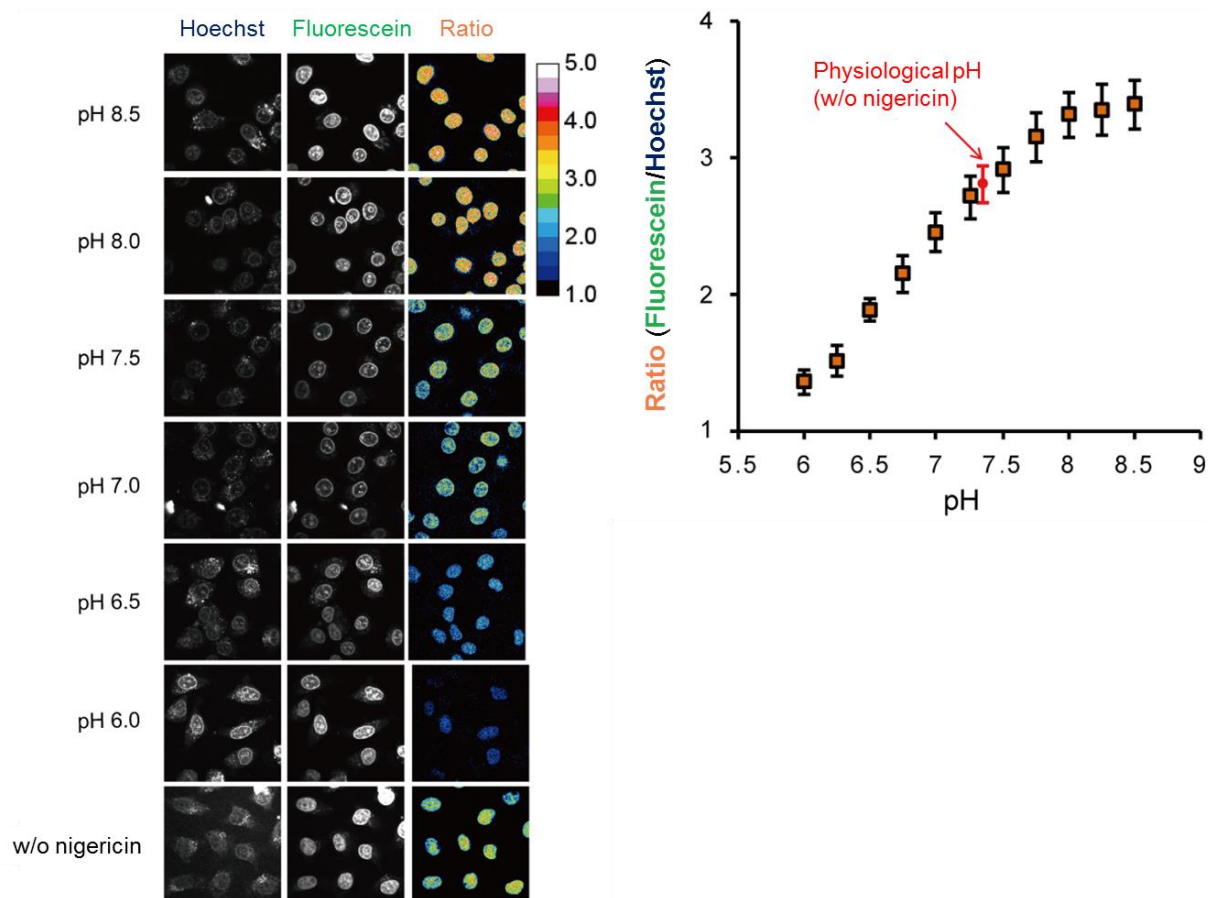 Hoechst Fluorescein Ratio
pH 8.5
pH 8.0
pH 7.5
pH 7.0
pH 6.5
pH 6.0
w/o nigericin
5.0
4.0
3.0
2.0
1.0
Ratio (Fluorescein/Hoechst)
4
3
2
1
Physiological pH
(w/o nigericin)
5.5 6 6.5 7 7.5 8 8.5 9
pH